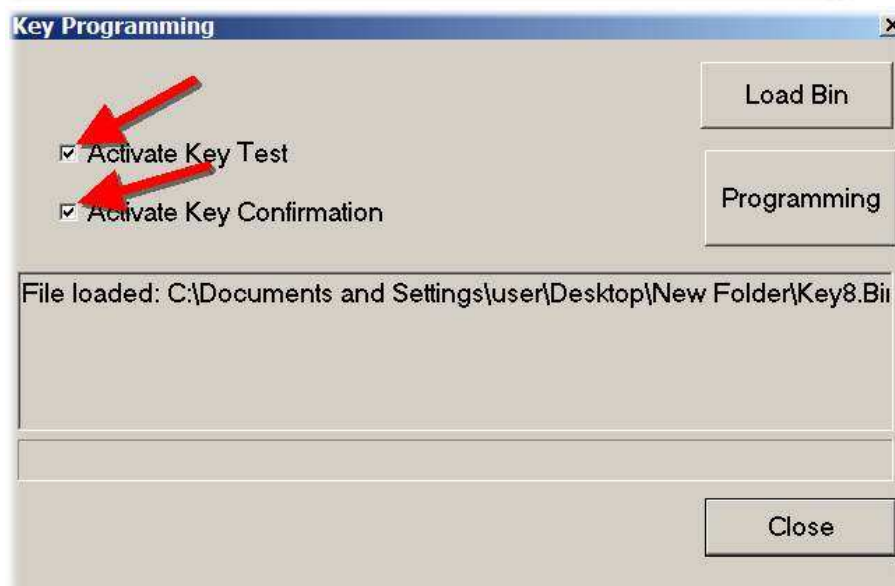 Key Programming
Load Bin
Activate Key Test
Programming
Activate Key Confirmation
File loaded: C:\Documents and Settings\user\Desktop\New Folder\Key8.Bin
Close